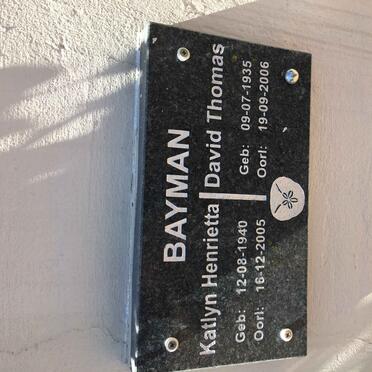 BAYMAN
Katlyn Henrietta David Thomas
Geb: 12-08-1940 Geb: 09-07-1935
Oorl: 16-12-2005 Oorl: 19-09-2006